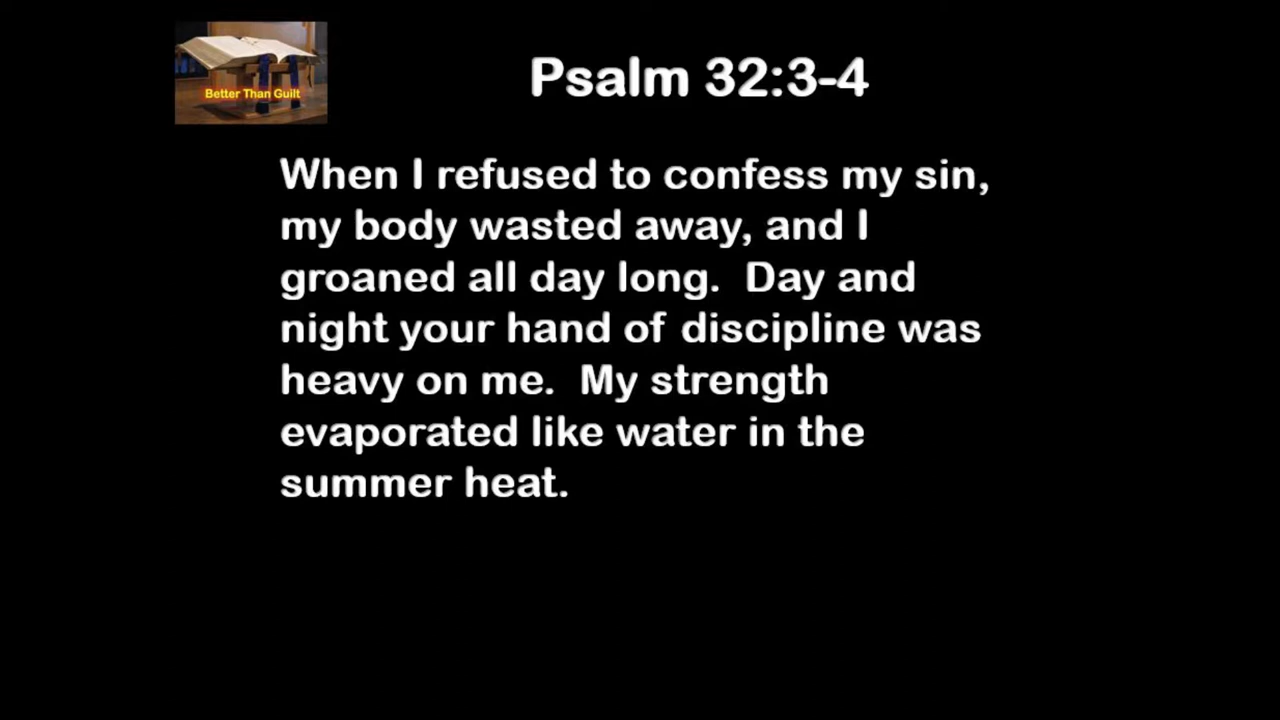 Better Than Guilt
Psalm 32:3-4
When I refused to confess my sin,
my body wasted away, and I
groaned all day long.  Day and
night your hand of discipline was
heavy on me.  My strength
evaporated like water in the
summer heat.